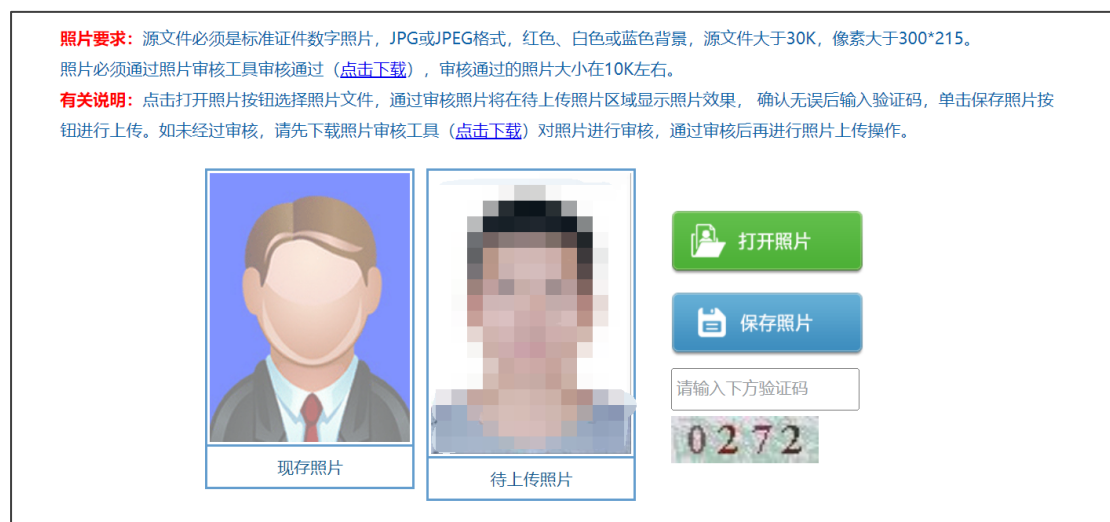 照片要求：源文件必须是标准证件数字照片，JPG或JPEG格式，红色、白色或蓝色背景，源文件大于30K，像素大于300*215。
照片必须通过照片审核工具审核通过（点击下载），审核通过的照片大小在10K左右。
有关说明：点击打开照片按钮选择照片文件，通过审核照片将在待上传照片区域显示照片效果， 确认无误后输入验证码，单击保存照片按
钮进行上传。如未经过审核，请先下载照片审核工具（点击下载）对照片进行审核，通过审核后再进行照片上传操作。
打开照片
保存照片
请输入下方验证码
0272
现存照片
待上传照片